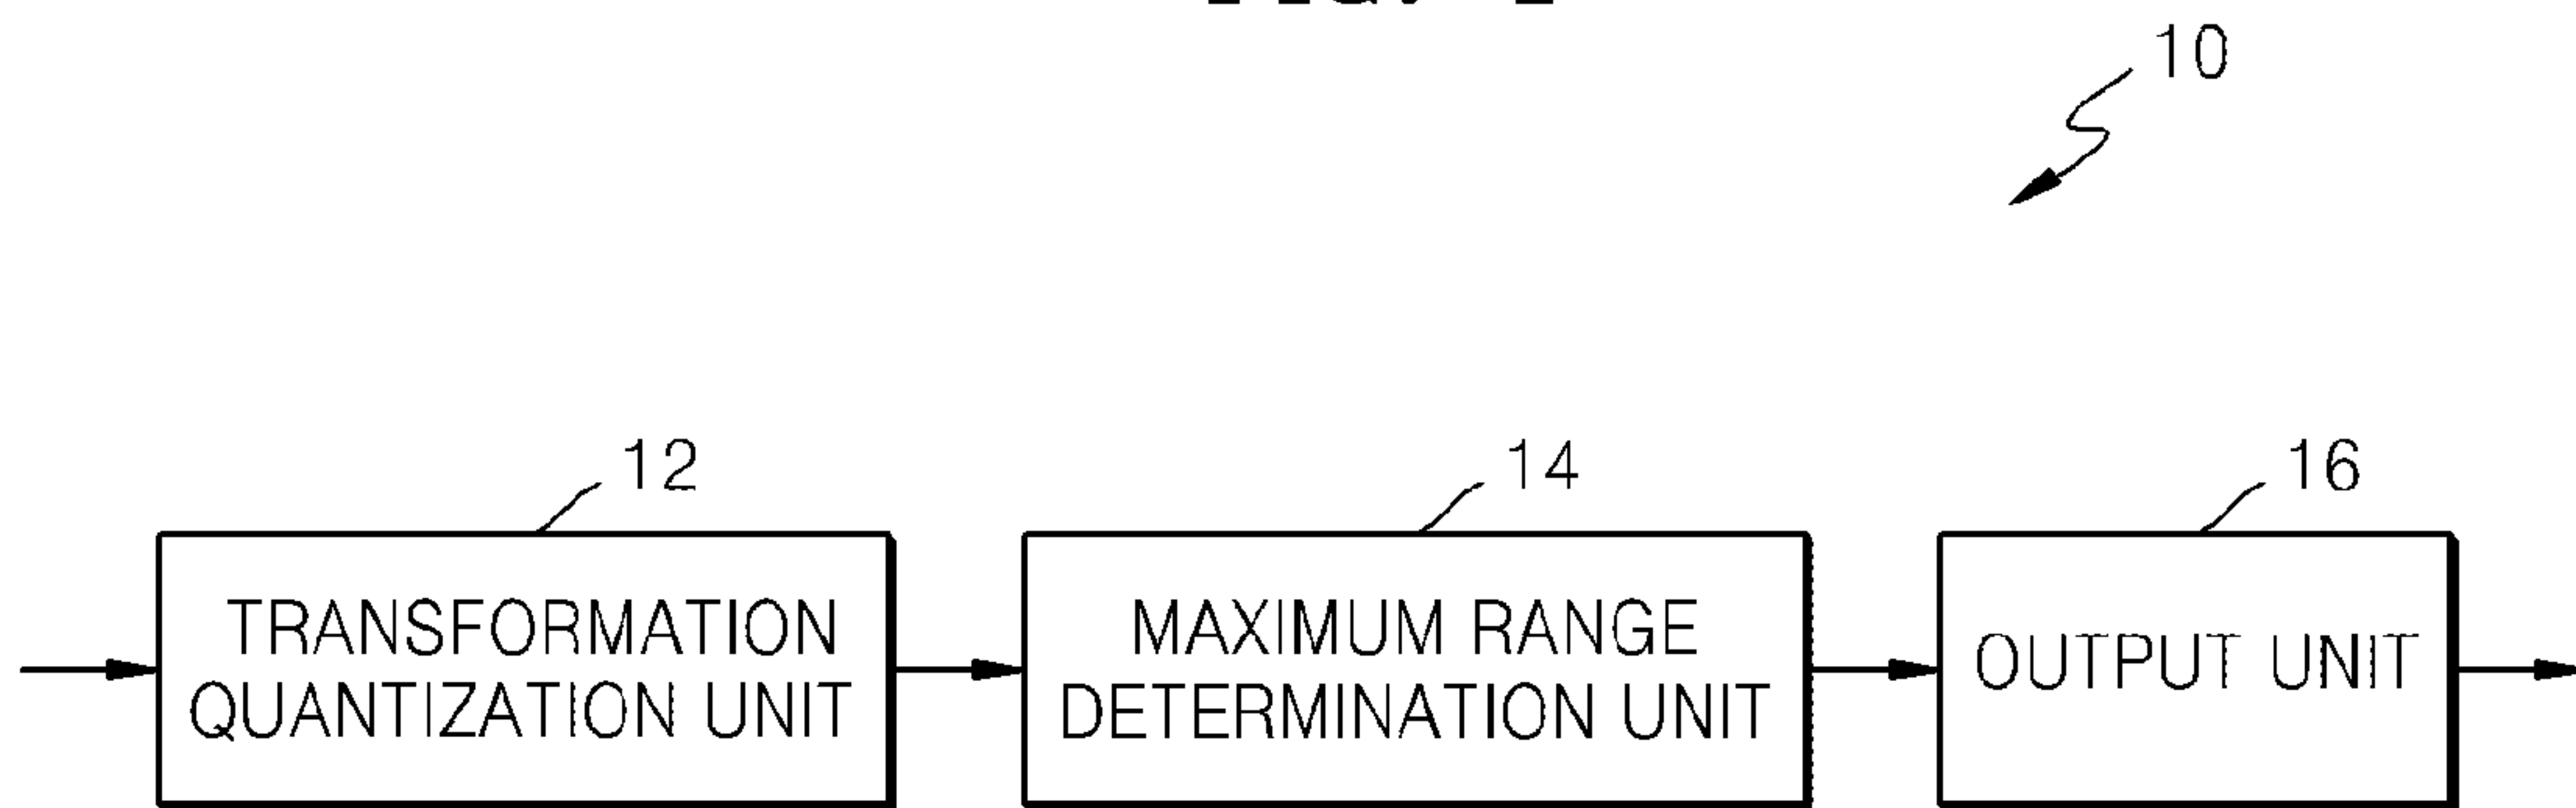 10
12
14
16
TRANSFORMATION
QUANTIZATION UNIT
MAXIMUM RANGE
DETERMINATION UNIT
OUTPUT UNIT